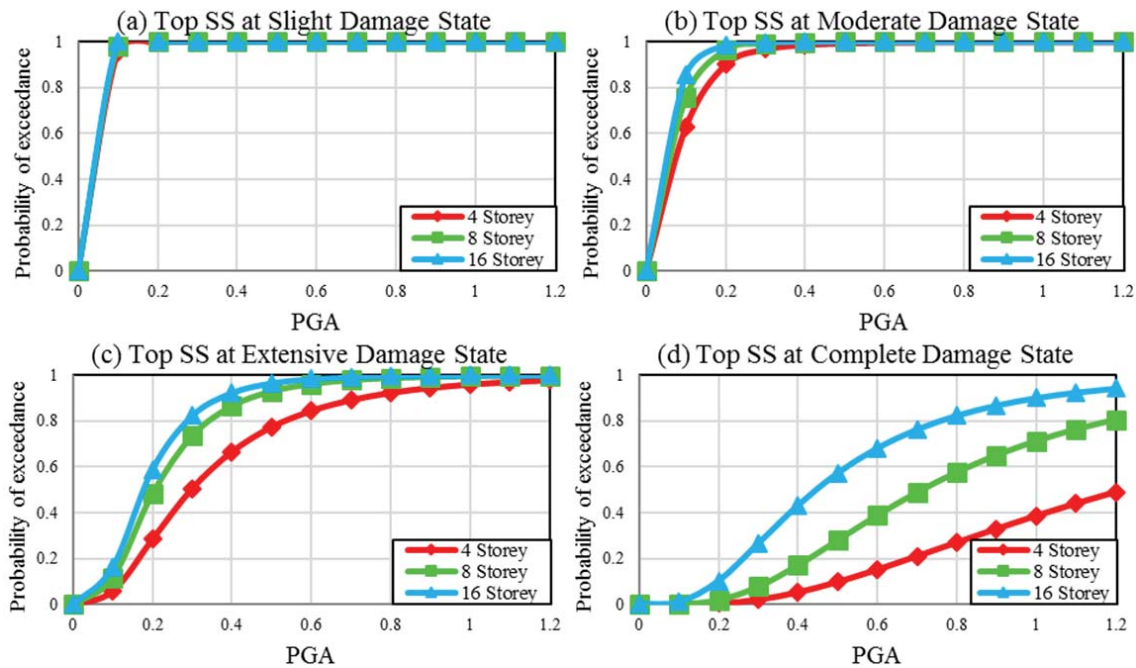 (a) Top SS at Slight Damage State
Probability of exceedance
1
0.8
0.6
0.4
0.2
0
4 Storey
8 Storey
16 Storey
0 0.2 0.4 0.6 0.8 1 1.2
PGA
(b) Top SS at Moderate Damage State
Probability of exceedance
1
0.8
0.6
0.4
0.2
0
4 Storey
8 Storey
16 Storey
0 0.2 0.4 0.6 0.8 1 1.2
PGA
(c) Top SS at Extensive Damage State
Probability of exceedance
1
0.8
0.6
0.4
0.2
0
4 Storey
8 Storey
16 Storey
0 0.2 0.4 0.6 0.8 1 1.2
PGA
(d) Top SS at Complete Damage State
Probability of exceedance
1
0.8
0.6
0.4
0.2
0
4 Storey
8 Storey
16 Storey
0 0.2 0.4 0.6 0.8 1 1.2
PGA